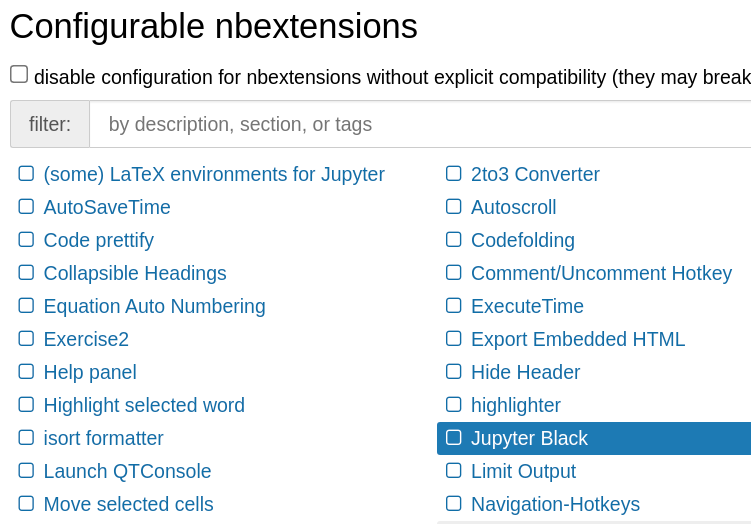 Configurable nbextensions
disable configuration for nbextensions without explicit compatibility (they may break
filter: by description, section, or tags
(some) LaTeX environments for Jupyter
AutoSaveTime
Code prettify
Collapsible Headings
Equation Auto Numbering
Exercise2
Help panel
Highlight selected word
isort formatter
Launch QTConsole
Move selected cells
2to3 Converter
Autoscroll
Codefolding
Comment/Uncomment Hotkey
ExecuteTime
Export Embedded HTML
Hide Header
highlighter
Jupyter Black
Limit Output
Navigation-Hotkeys